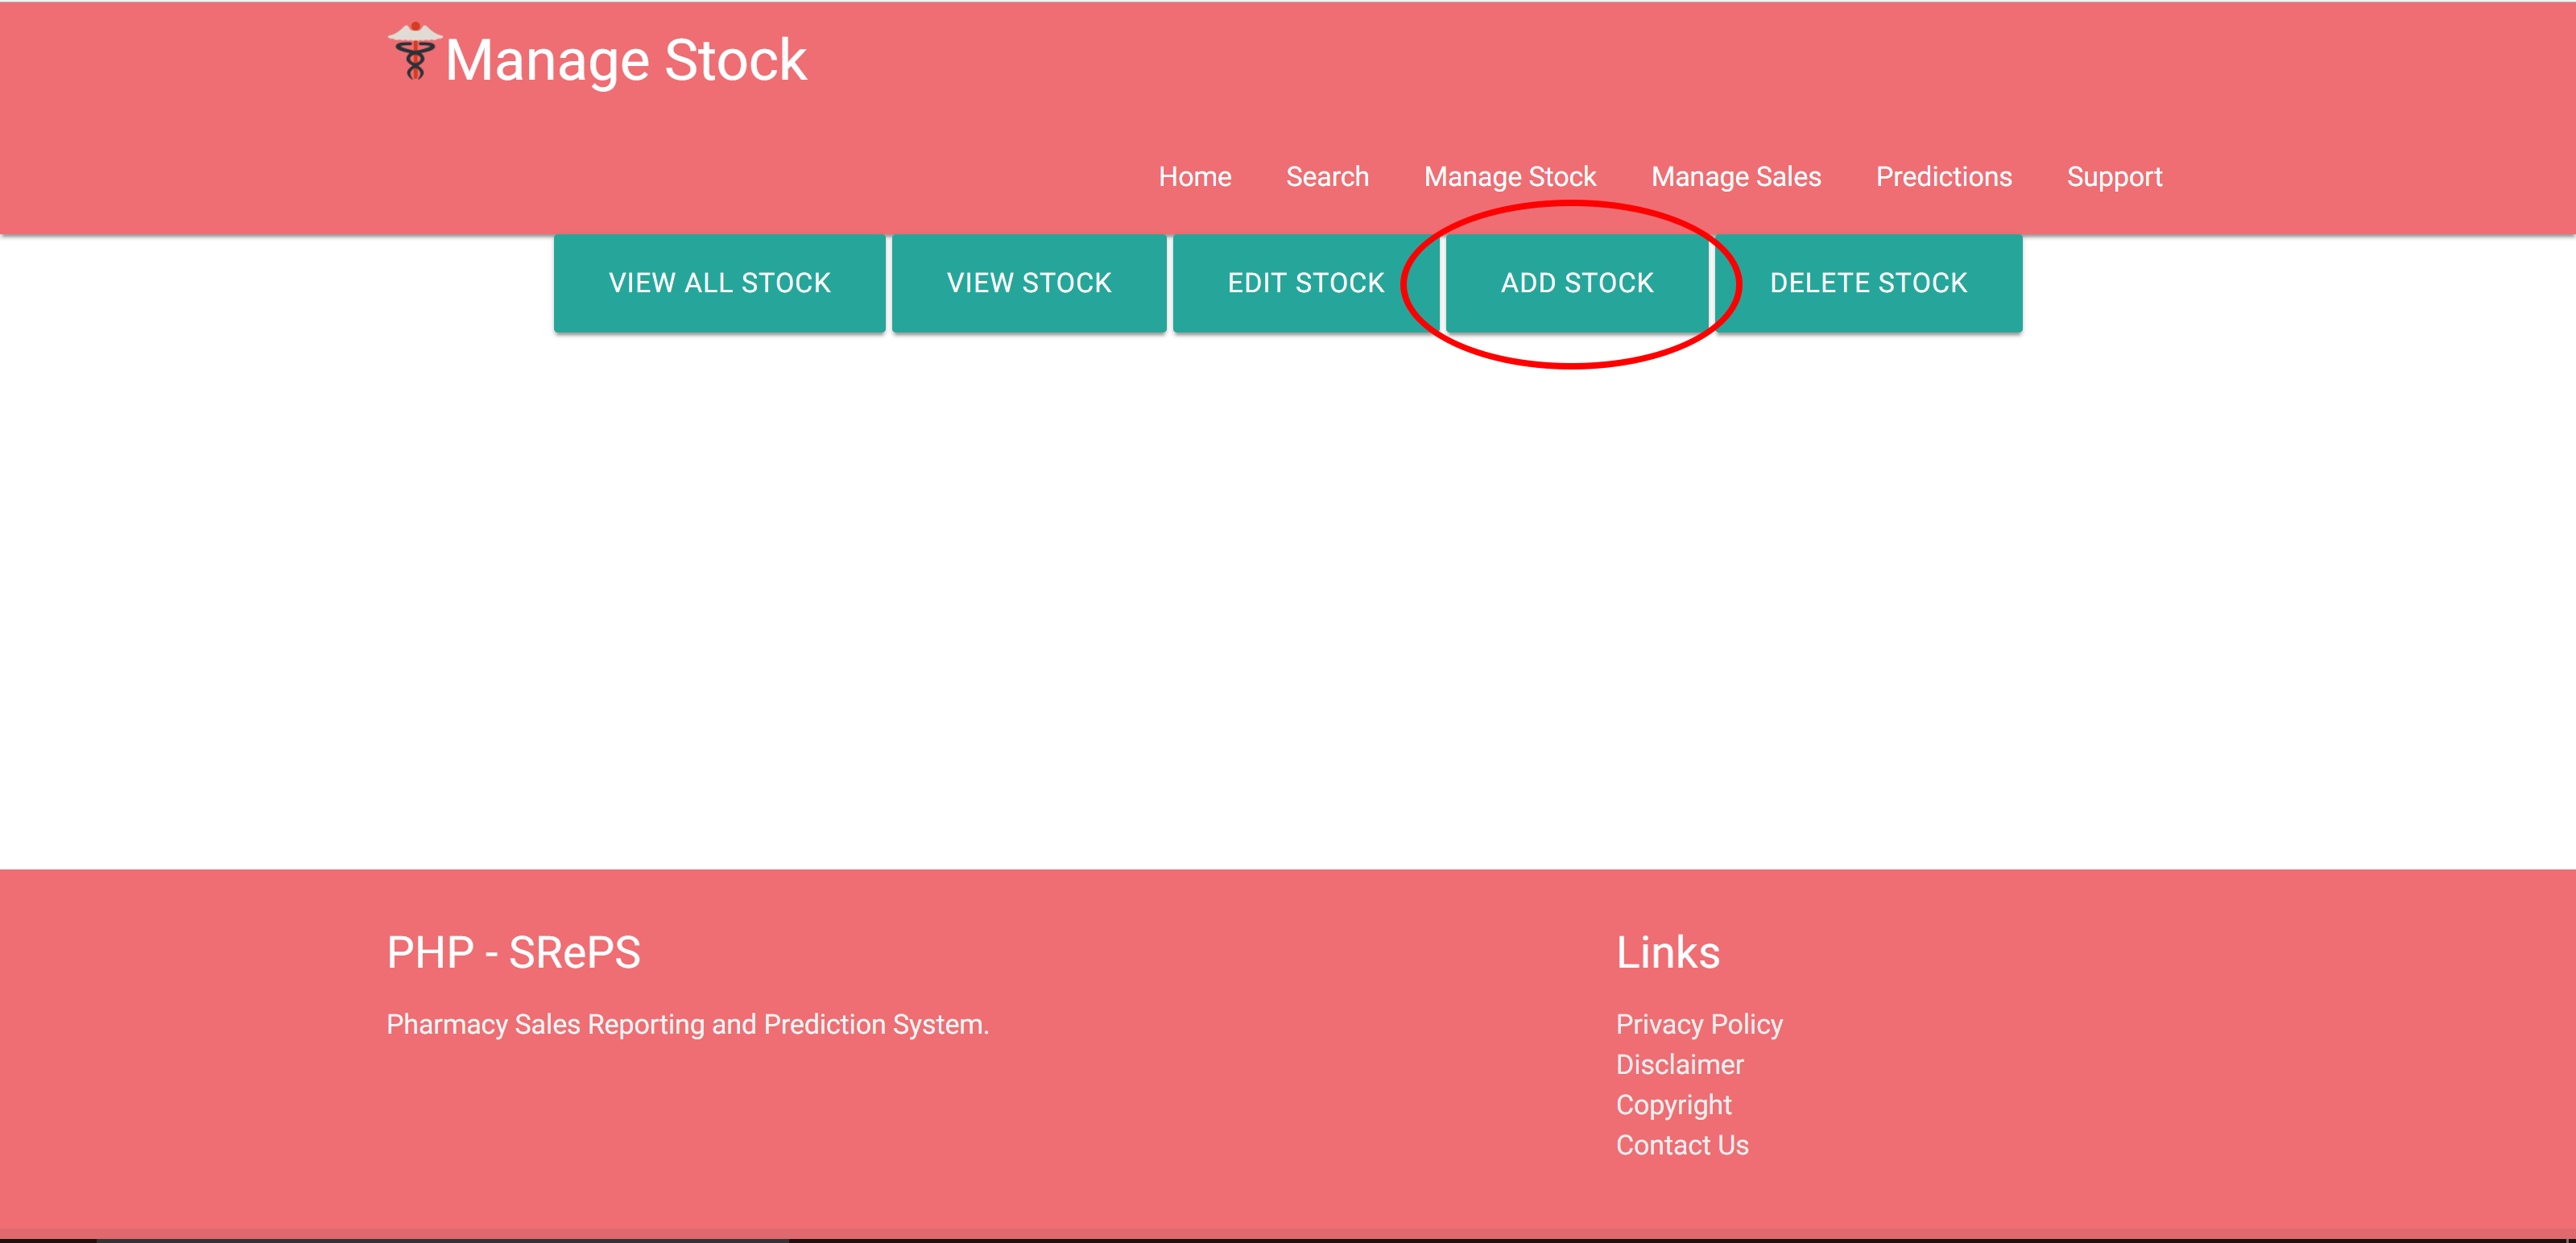 Manage Stock
Home Search Manage Stock Manage Sales Predictions Support
VIEW ALL STOCK VIEW STOCK EDIT STOCK ADD STOCK DELETE STOCK
PHP - SRePS
Pharmacy Sales Reporting and Prediction System.
Links
Privacy Policy
Disclaimer
Copyright
Contact Us